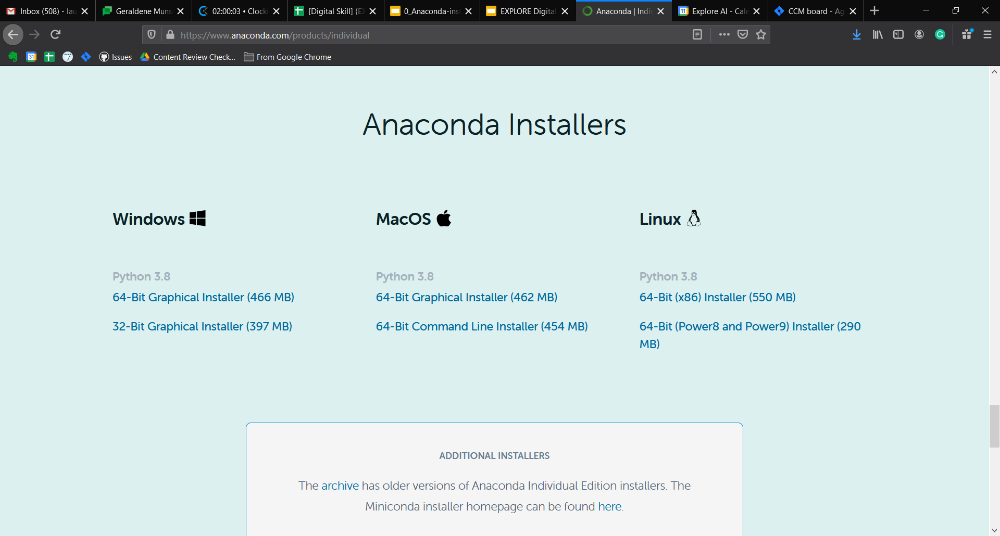 Inbox (508) - lau
Geraldene Muns
02:00:03 • Clocki
[Digital Skill] {EX
0_Anaconda-inst
EXPLORE Digital
Anaconda | Indiv
Explore AI - Cale
CCM board - Ag
https://www.anaconda.com/products/individual
31
Issues
Content Review Check...
From Google Chrome
Anaconda Installers
Windows
MacOS
Linux
Python 3.8
64-Bit Graphical Installer (466 MB)
32-Bit Graphical Installer (397 MB)
Python 3.8
64-Bit Graphical Installer (462 MB)
64-Bit Command Line Installer (454 MB)
Python 3.8
64-Bit (x86) Installer (550 MB)
64-Bit (Power8 and Power9) Installer (290
MB)
ADDITIONAL INSTALLERS
The archive has older versions of Anaconda Individual Edition installers. The
Miniconda installer homepage can be found here.